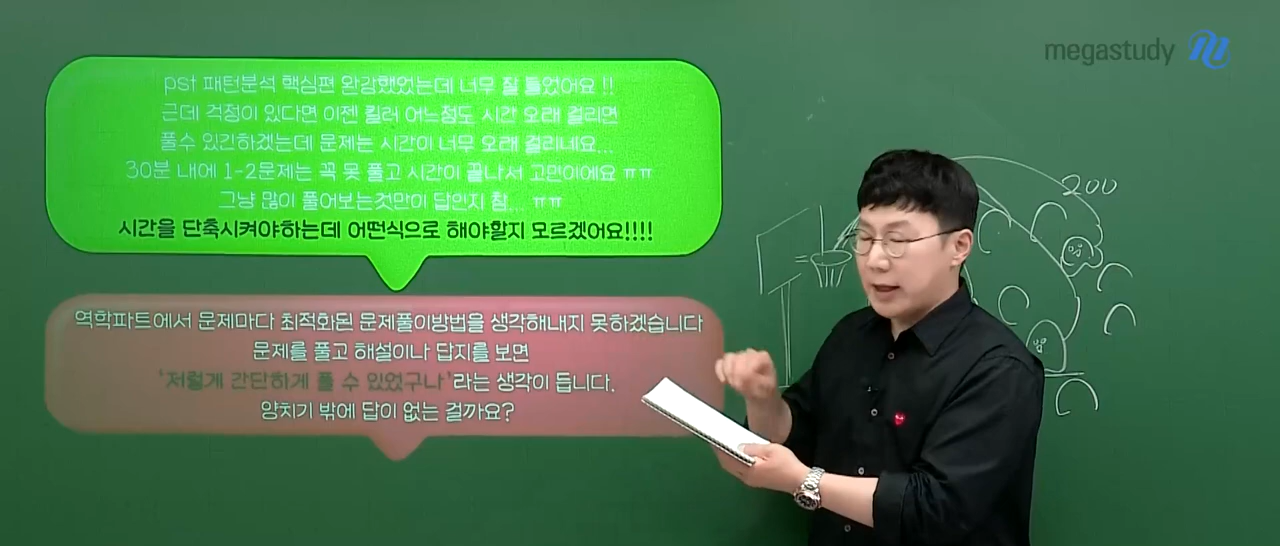 megastudy
pst 패턴분석 핵심편 완강했었는데 너무 잘 들었어요 !!
근데 걱정이 있다면 이젠 킬러 어느정도 시간 오래 걸리면
풀수 있긴하겠는데 문제는 시간이 너무 오래 걸리네요...
30분 내에 1-2문제는 꼭 못 풀고 시간이 끝나서 고민이에요 ㅠㅠ
그냥 많이 풀어보는것만이 답인지 참... ㅠㅠ
시간을 단축시켜야하는데 어떤식으로 해야할지 모르겠어요!!!!
역학파트에서 문제마다 최적화된 문제풀이방법을 생각해내지 못하겠습니다
문제를 풀고 해설이나 답지를 보면
‘저렇게 간단하게 풀 수 있었구나’라는 생각이 듭니다.
양치기 밖에 답이 없는 걸까요?
200